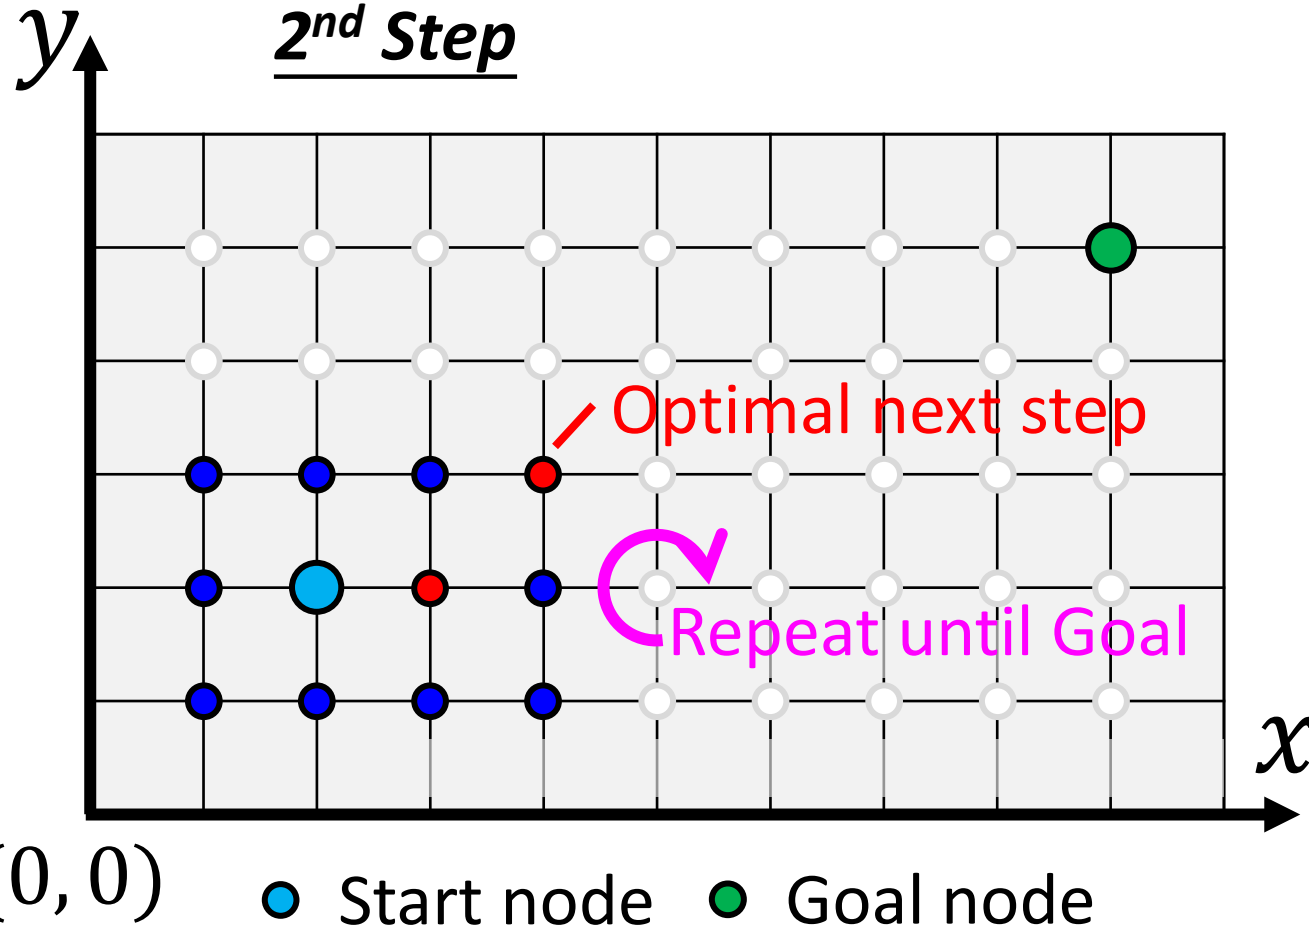 y
2nd Step
Optimal next step
Repeat until Goal
x
(0, 0)
Start node
Goal node